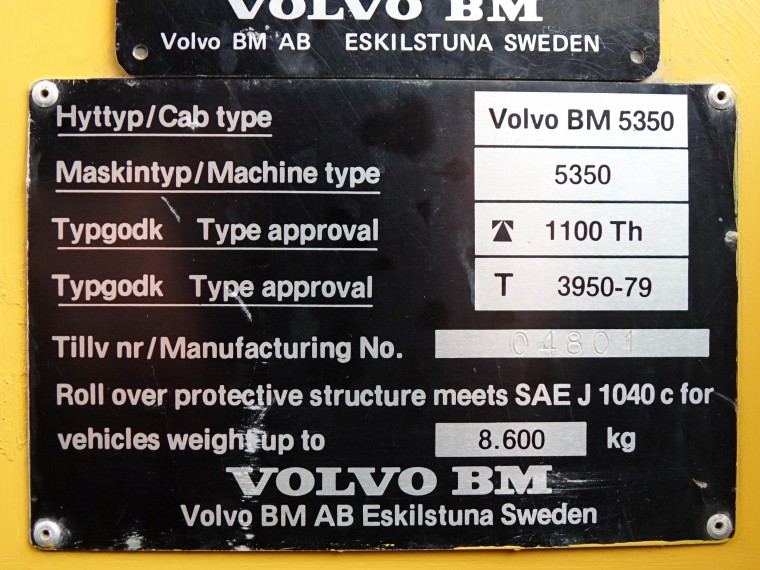 VOLVO BM
Volvo BM AB ESKILSTUNA SWEDEN
Hyttyp/Cab type Volvo BM 5350
Maskintyp/Machine type 5350
Typgodk Type approval 1100 Th
Typgodk Type approval T 3950-79
Tillv nr/Manufacturing No. 04801
Roll over protective structure meets SAE J 1040 c for
vehicles weight up to 8.600 kg
VOLVO BM
Volvo BM AB Eskilstuna Sweden